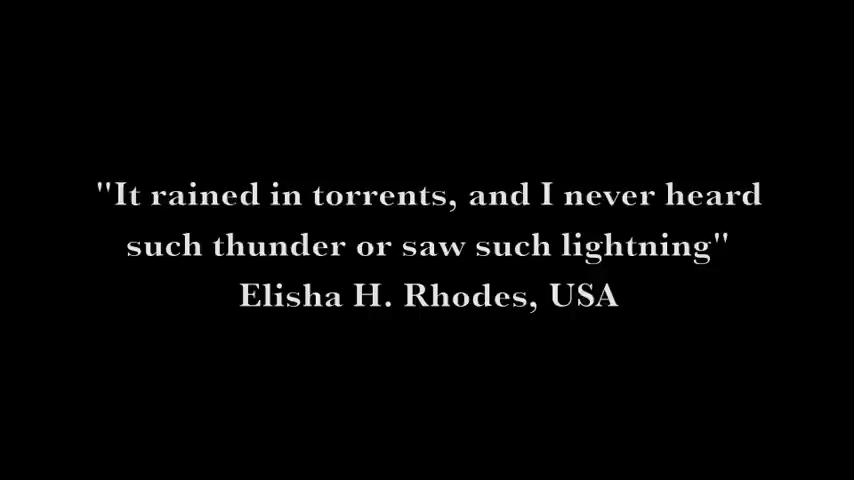 "It rained in torrents, and I never heard
such thunder or saw such lightning"
Elisha H. Rhodes, USA